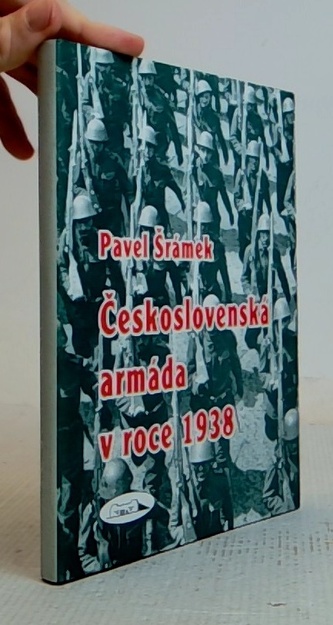 Pavel Šrámek
Československá
armáda
v roce 1938